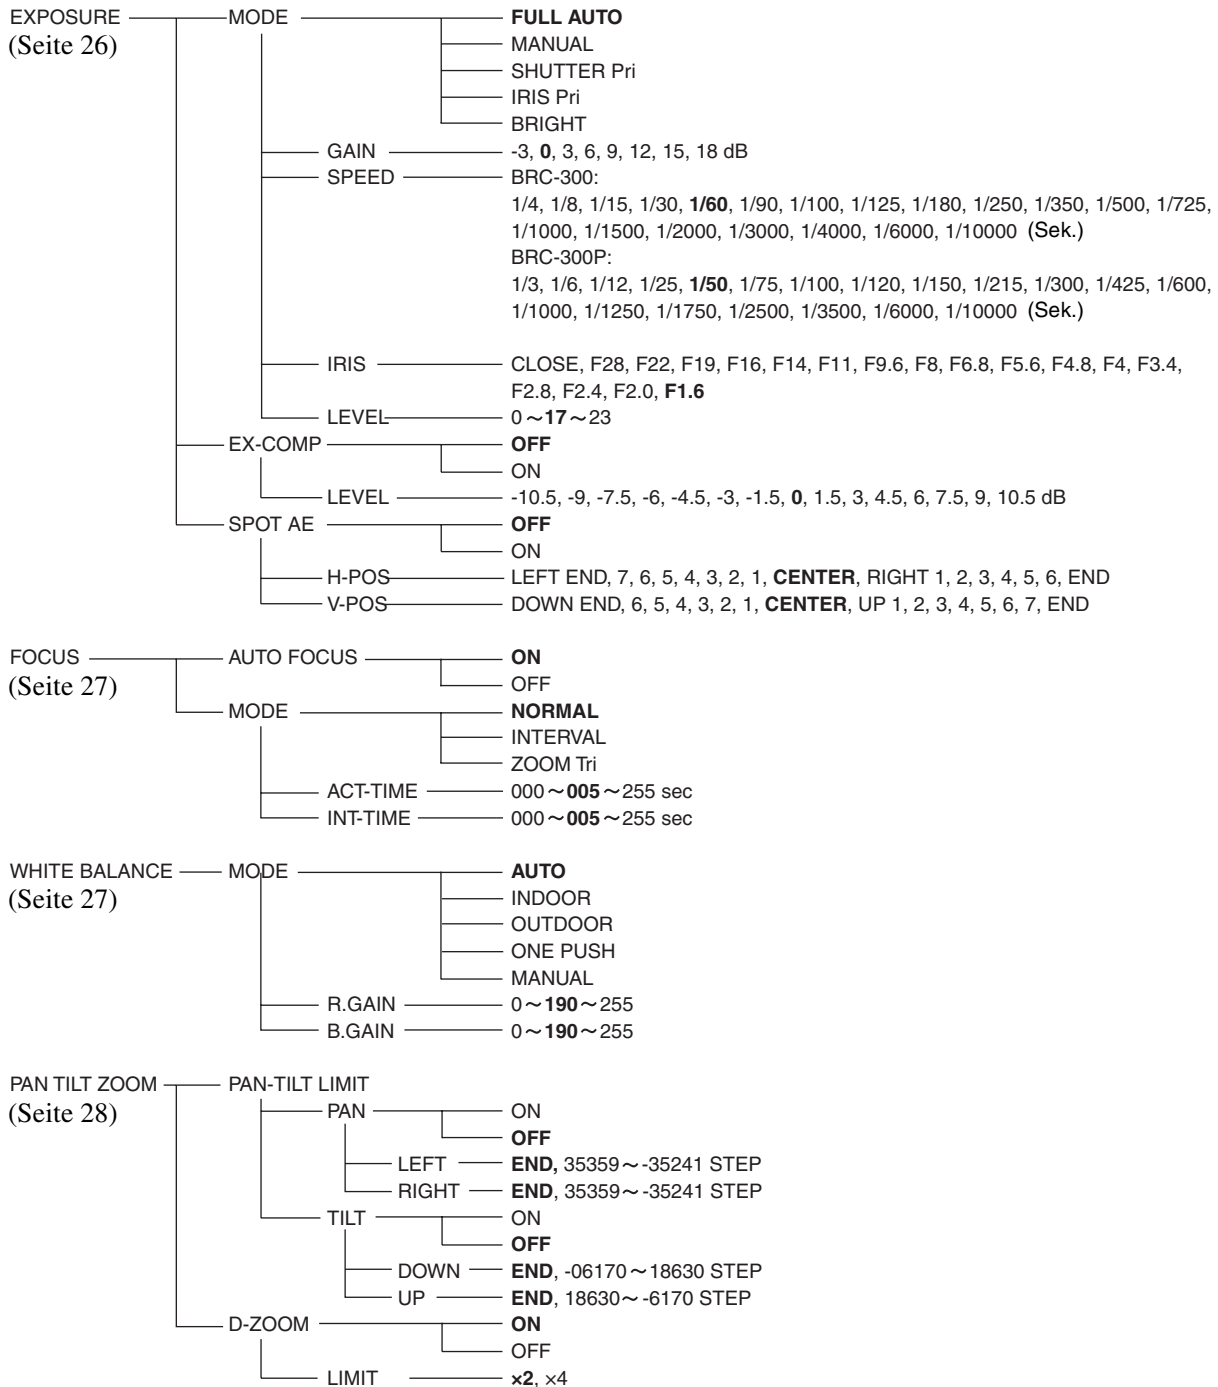 EXPOSURE MODE FULL AUTO
(Seite 26) MANUAL
SHUTTER Pri
IRIS Pri
BRIGHT
GAIN -3, 0, 3, 6, 9, 12, 15, 18 dB
SPEED BRC-300:
1/4, 1/8, 1/15, 1/30, 1/60, 1/90, 1/100, 1/125, 1/180, 1/250, 1/350, 1/500, 1/725,
1/1000, 1/1500, 1/2000, 1/3000, 1/4000, 1/6000, 1/10000 (Sek.)
BRC-300P:
1/3, 1/6, 1/12, 1/25, 1/50, 1/75, 1/100, 1/120, 1/150, 1/215, 1/300, 1/425, 1/600,
1/1000, 1/1250, 1/1750, 1/2500, 1/3500, 1/6000, 1/10000 (Sek.)
IRIS CLOSE, F28, F22, F19, F16, F14, F11, F9.6, F8, F6.8, F5.6, F4.8, F4, F3.4,
F2.8, F2.4, F2.0, F1.6
LEVEL 0~17~23
EX-COMP OFF
ON
LEVEL -10.5, -9, -7.5, -6, -4.5, -3, -1.5, 0, 1.5, 3, 4.5, 6, 7.5, 9, 10.5 dB
SPOT AE OFF
ON
H-POS LEFT END, 7, 6, 5, 4, 3, 2, 1, CENTER, RIGHT 1, 2, 3, 4, 5, 6, END
V-POS DOWN END, 6, 5, 4, 3, 2, 1, CENTER, UP 1, 2, 3, 4, 5, 6, 7, END
FOCUS AUTO FOCUS ON
(Seite 27) OFF
MODE NORMAL
INTERVAL
ZOOM Tri
ACT-TIME 000~005~255 sec
INT-TIME 000~005~255 sec
WHITE BALANCE MODE AUTO
(Seite 27) INDOOR
OUTDOOR
ONE PUSH
MANUAL
R.GAIN 0~190~255
B.GAIN 0~190~255
PAN TILT ZOOM PAN-TILT LIMIT
(Seite 28) PAN ON
OFF
LEFT END, 35359~-35241 STEP
RIGHT END, 35359~-35241 STEP
TILT ON
OFF
DOWN END, -06170~18630 STEP
UP END, 18630~-6170 STEP
D-ZOOM ON
OFF
LIMIT ×2, ×4